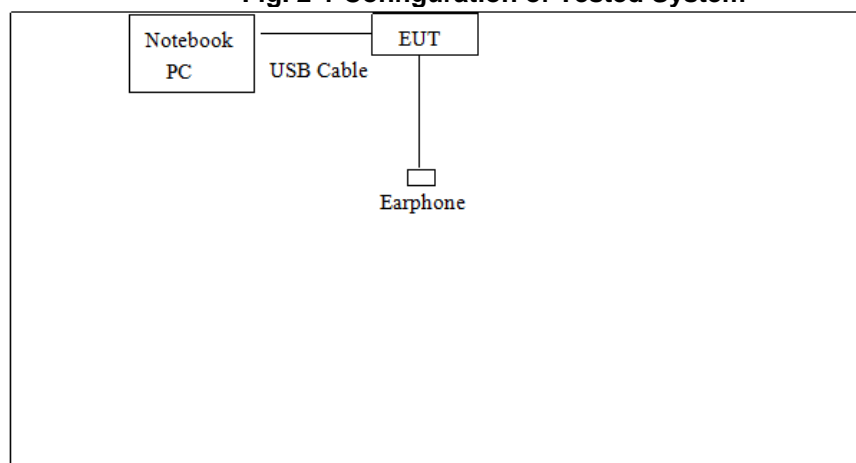 Fig. 2-1 Configuration of Tested System
Notebook
PC
USB Cable
EUT
Earphone